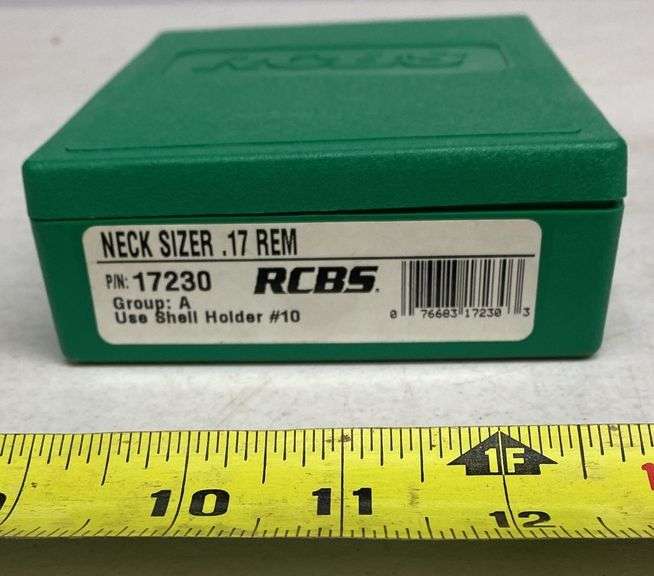 RCBS
NECK SIZER .17 REM
P/N: 17230 RCBS.
Group: A
Use Shell Holder #10
0 76683 17230 3
1F
10 11 12